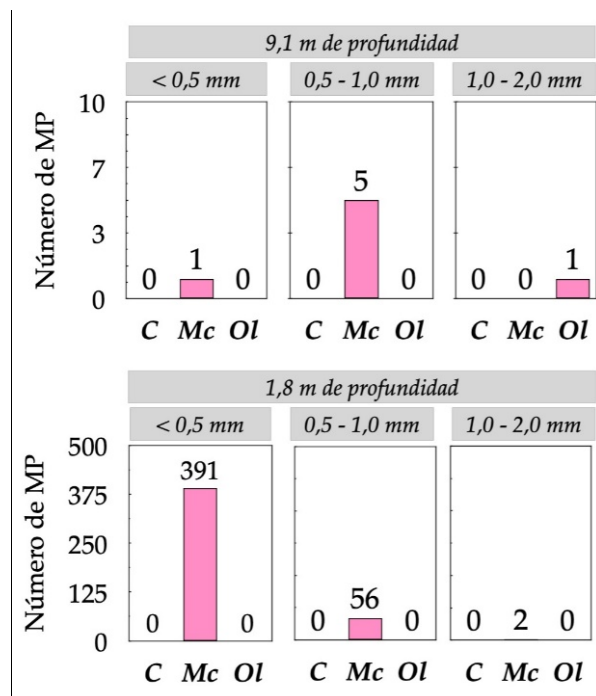 9,1 m de profundidad
< 0,5 mm 0,5 - 1,0 mm 1,0 - 2,0 mm
Número de MP
10
7
3
0
0 1 0 0 5 0 0 0 1
C Mc Ol C Mc Ol C Mc Ol
1,8 m de profundidad
< 0,5 mm 0,5 - 1,0 mm 1,0 - 2,0 mm
Número de MP
500
375
250
125
0
0 391 0 0 56 0 0 2 0
C Mc Ol C Mc Ol C Mc Ol